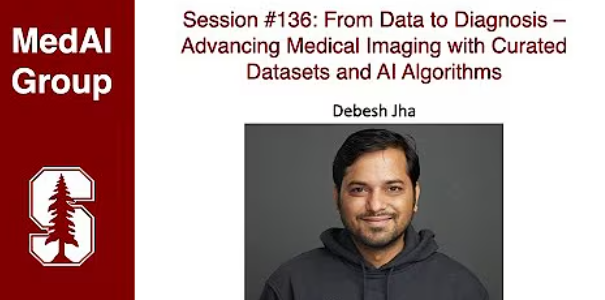 MedAI
Group
Session #136: From Data to Diagnosis –
Advancing Medical Imaging with Curated
Datasets and AI Algorithms
Debesh Jha